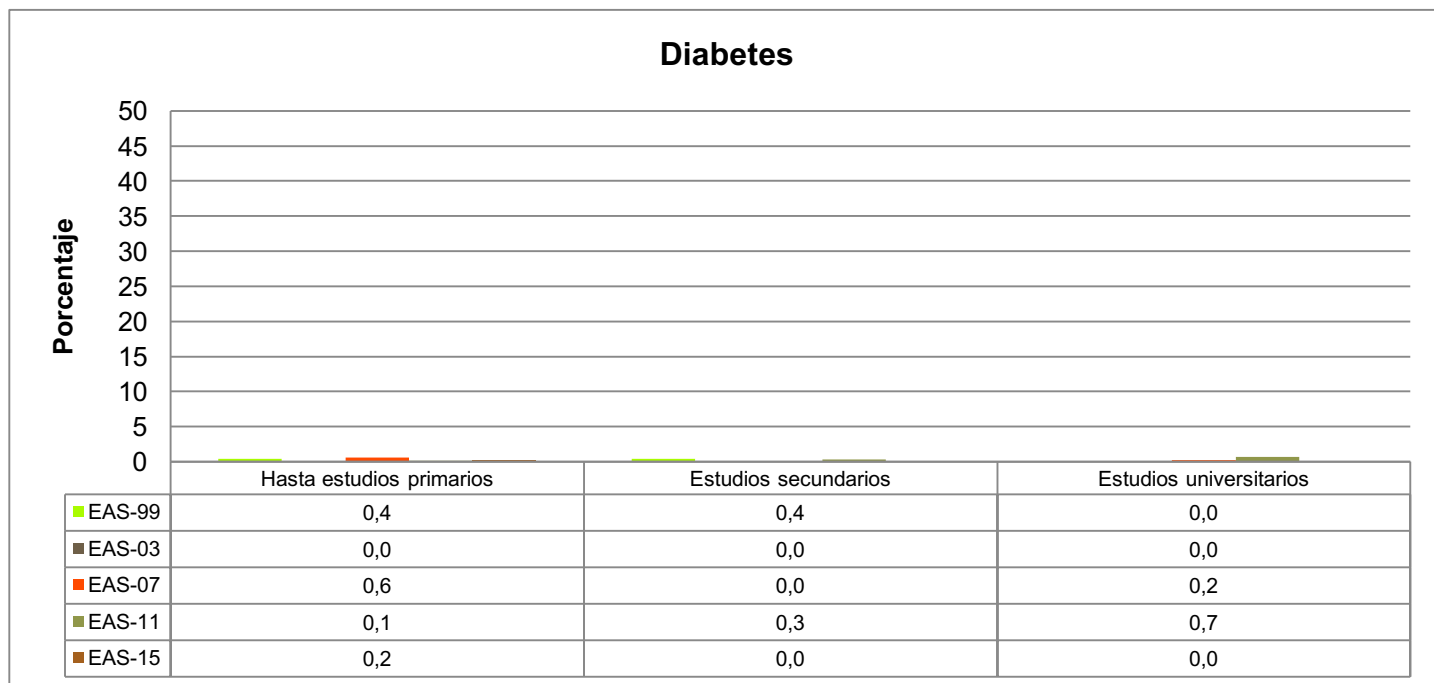 Diabetes
50
45
40
35
30
25
20
15
10
5
0
Porcentaje
Hasta estudios primarios Estudios secundarios Estudios universitarios
EAS-99 0,4 0,4 0,0
EAS-03 0,0 0,0 0,0
EAS-07 0,6 0,0 0,2
EAS-11 0,1 0,3 0,7
EAS-15 0,2 0,0 0,0